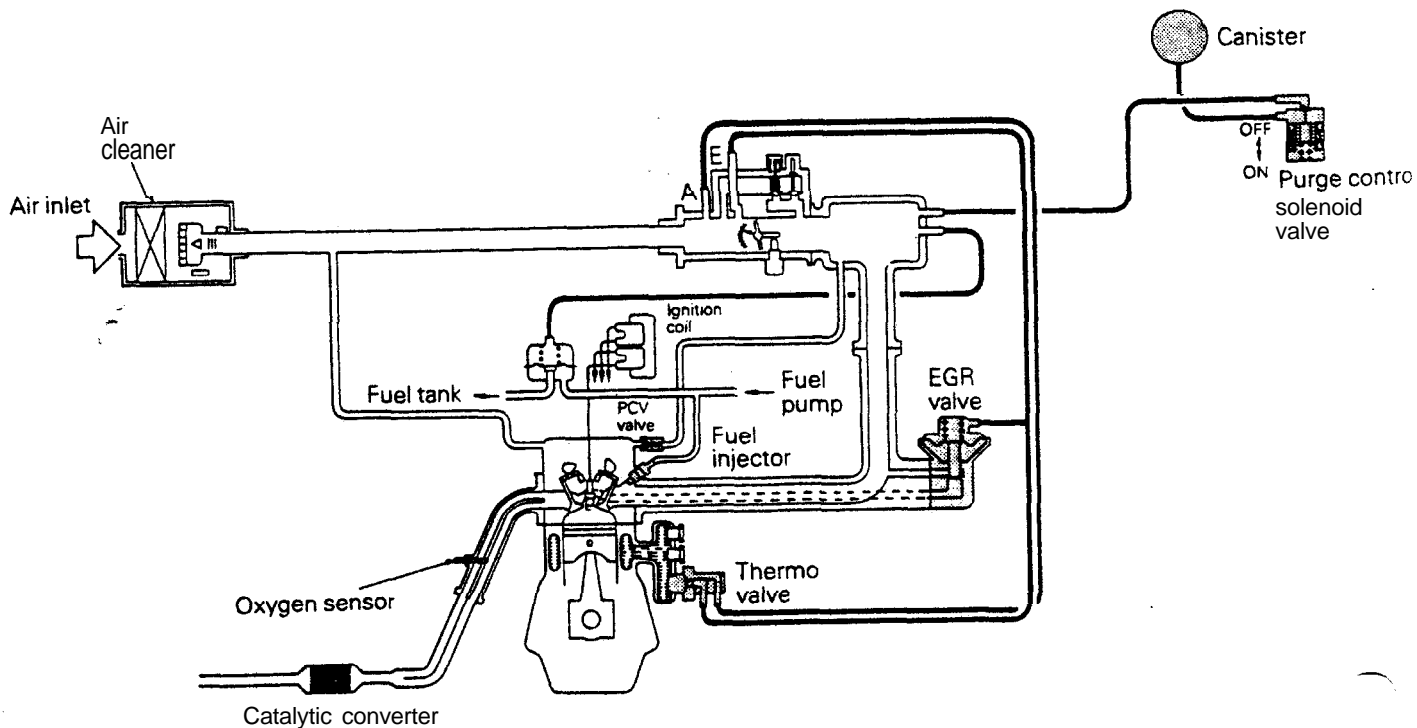 Canister
Air
cleaner
Air inlet
A
E
OFF
ON
Purge contro
solenoid
valve
Ignition
coil
Fuel tank
Fuel
pump
EGR
valve
PCV
valve
Fuel
injector
Thermo
valve
Oxygen sensor
Catalytic converter